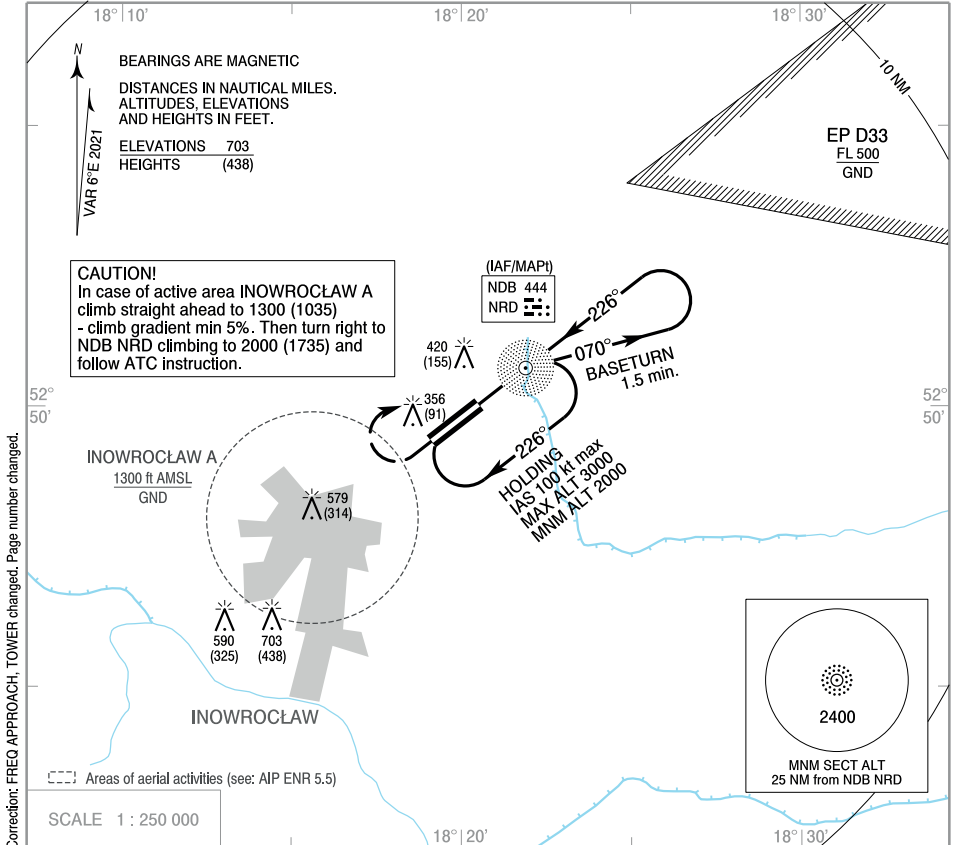 18° 10'
18° 20'
18° 30'
N
VAR 6°E 2021
BEARINGS ARE MAGNETIC
DISTANCES IN NAUTICAL MILES.
ALTITUDES, ELEVATIONS
AND HEIGHTS IN FEET.
ELEVATIONS 703
HEIGHTS (438)
10 NM
EP D33
FL 500
GND
CAUTION!
In case of active area INOWROCŁAW A
climb straight ahead to 1300 (1035)
- climb gradient min 5%. Then turn right to
NDB NRD climbing to 2000 (1735) and
follow ATC instruction.
(IAF/MAPt)
NDB 444
NRD
226°
070°
BASETURN
1.5 min.
420
(155)
356
(91)
226°
HOLDING
IAS 100 kt max
MAX ALT 3000
MNM ALT 2000
52°
50'
52°
50'
INOWROCŁAW A
1300 ft AMSL
GND
579
(314)
590
(325)
703
(438)
INOWROCŁAW
2400
MNM SECT ALT
25 NM from NDB NRD
Areas of aerial activities (see: AIP ENR 5.5)
SCALE 1 : 250 000
18° 20'
18° 30'
Correction: FREQ APPROACH, TOWER changed. Page number changed.